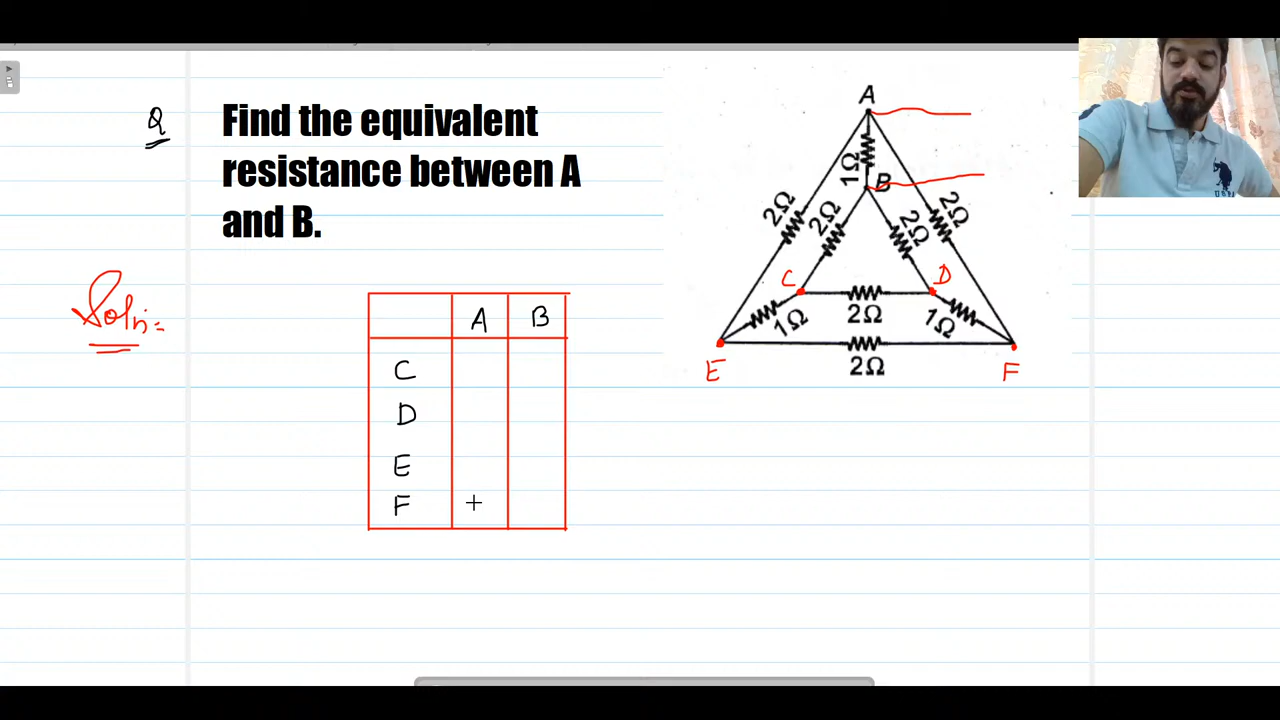 Q
Find the equivalent
resistance between A
and B.
Soln:-
A B
C
D
E
F
A
1Ω
B
2Ω
2Ω
2Ω
2Ω
C
D
1Ω
2Ω
1Ω
2Ω
E
F